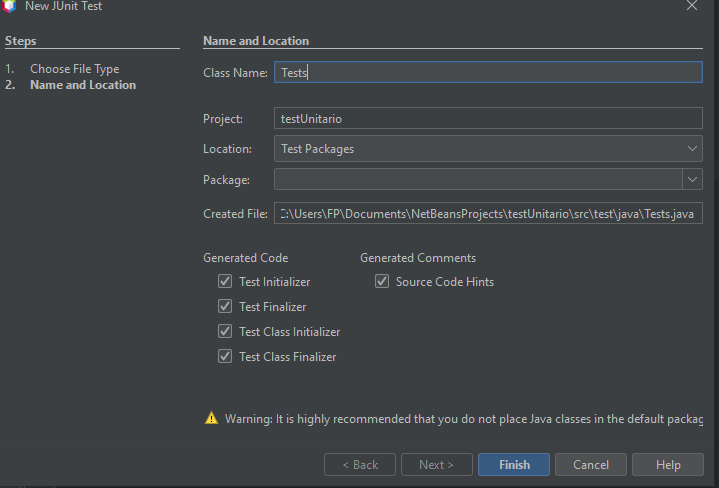 New JUnit Test
Steps
1. Choose File Type
2. Name and Location
Name and Location
Class Name: Tests
Project: testUnitario
Location: Test Packages
Package:
Created File: C:\Users\FP\Documents\NetBeansProjects\testUnitario\src\test\java\Tests.java
Generated Code
Generated Comments
Test Initializer
Source Code Hints
Test Finalizer
Test Class Initializer
Test Class Finalizer
Warning: It is highly recommended that you do not place Java classes in the default packag
< Back
Next >
Finish
Cancel
Help